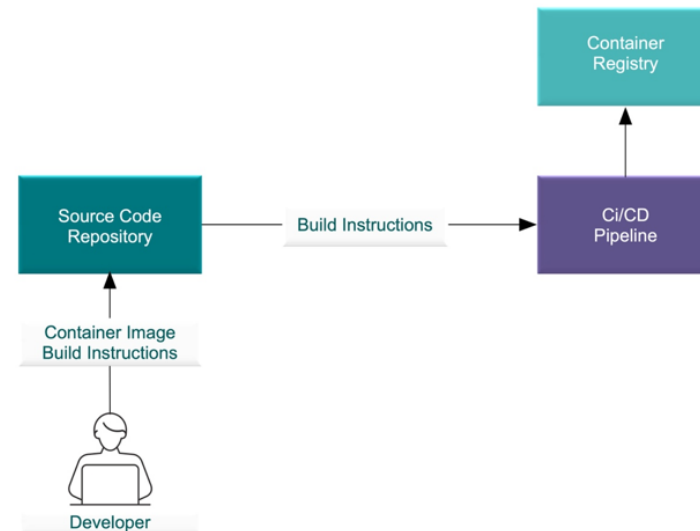 Container
Registry
Source Code
Repository
Build Instructions
Ci/CD
Pipeline
Container Image
Build Instructions
Developer